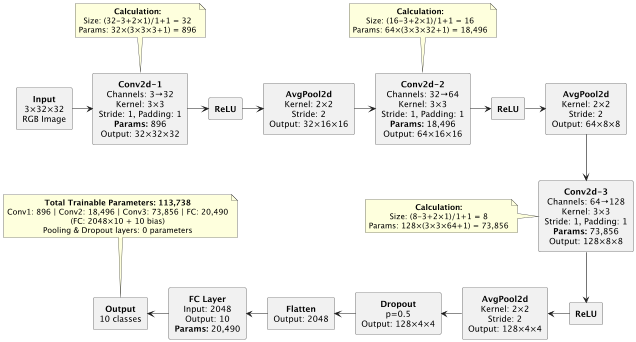 Calculation:
Size: (32-3+2×1)/1+1 = 32
Params: 32×(3×3×3+1) = 896
Calculation:
Size: (16-3+2×1)/1+1 = 16
Params: 64×(3×3×32+1) = 18,496
Input
3×32×32
RGB Image
Conv2d-1
Channels: 3→32
Kernel: 3×3
Stride: 1, Padding: 1
Params: 896
Output: 32×32×32
ReLU
AvgPool2d
Kernel: 2×2
Stride: 2
Output: 32×16×16
Conv2d-2
Channels: 32→64
Kernel: 3×3
Stride: 1, Padding: 1
Params: 18,496
Output: 64×16×16
ReLU
AvgPool2d
Kernel: 2×2
Stride: 2
Output: 64×8×8
Conv2d-3
Channels: 64→128
Kernel: 3×3
Stride: 1, Padding: 1
Params: 73,856
Output: 128×8×8
Calculation:
Size: (8-3+2×1)/1+1 = 8
Params: 128×(3×3×64+1) = 73,856
Total Trainable Parameters: 113,738
Conv1: 896 | Conv2: 18,496 | Conv3: 73,856 | FC: 20,490
(FC: 2048×10 + 10 bias)
Pooling & Dropout layers: 0 parameters
ReLU
AvgPool2d
Kernel: 2×2
Stride: 2
Output: 128×4×4
Dropout
p=0.5
Output: 128×4×4
Flatten
Output: 2048
FC Layer
Input: 2048
Output: 10
Params: 20,490
Output
10 classes